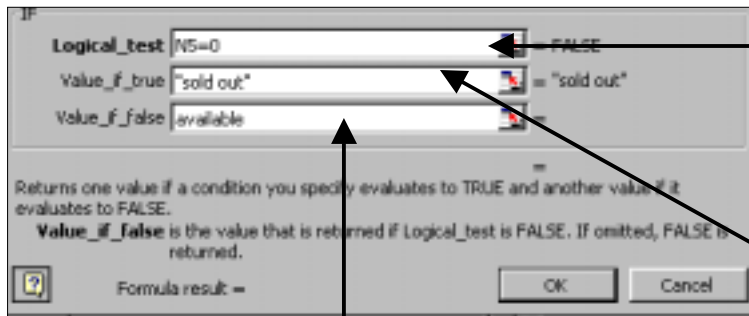 IF
Logical_test N5=0 = FALSE
Value_if_true "sold out" = "sold out"
Value_if_false available =
=
Returns one value if a condition you specify evaluates to TRUE and another value if it
evaluates to FALSE.
Value_if_false is the value that is returned if Logical_test is FALSE. If omitted, FALSE is
returned.
Formula result = OK Cancel